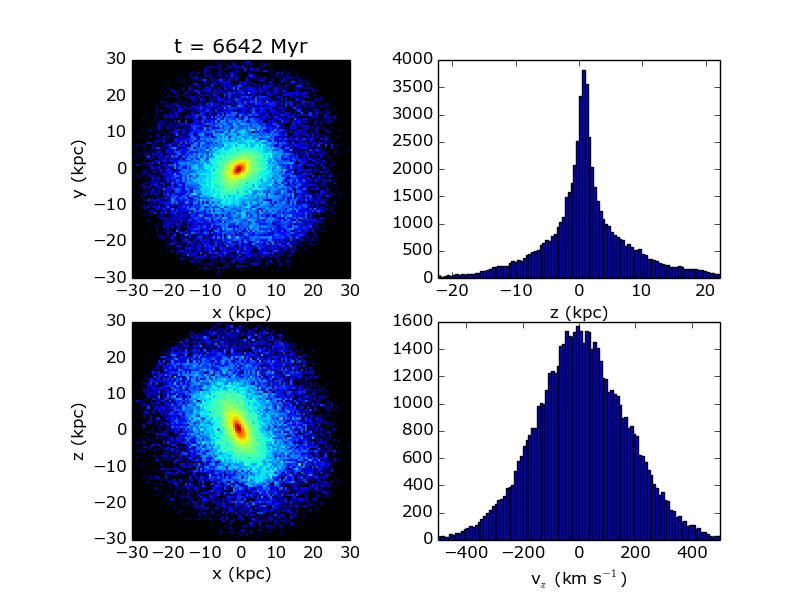 t = 6642 Myr
30
20
10
0
−10
−20
−30
y (kpc)
−30 −20 −10 0 10 20 30
x (kpc)
4000
3500
3000
2500
2000
1500
1000
500
0
−20 −10 0 10 20
z (kpc)
30
20
10
0
−10
−20
−30
z (kpc)
−30 −20 −10 0 10 20 30
x (kpc)
1600
1400
1200
1000
800
600
400
200
0
−400 −200 0 200 400
v_z (km s⁻¹)